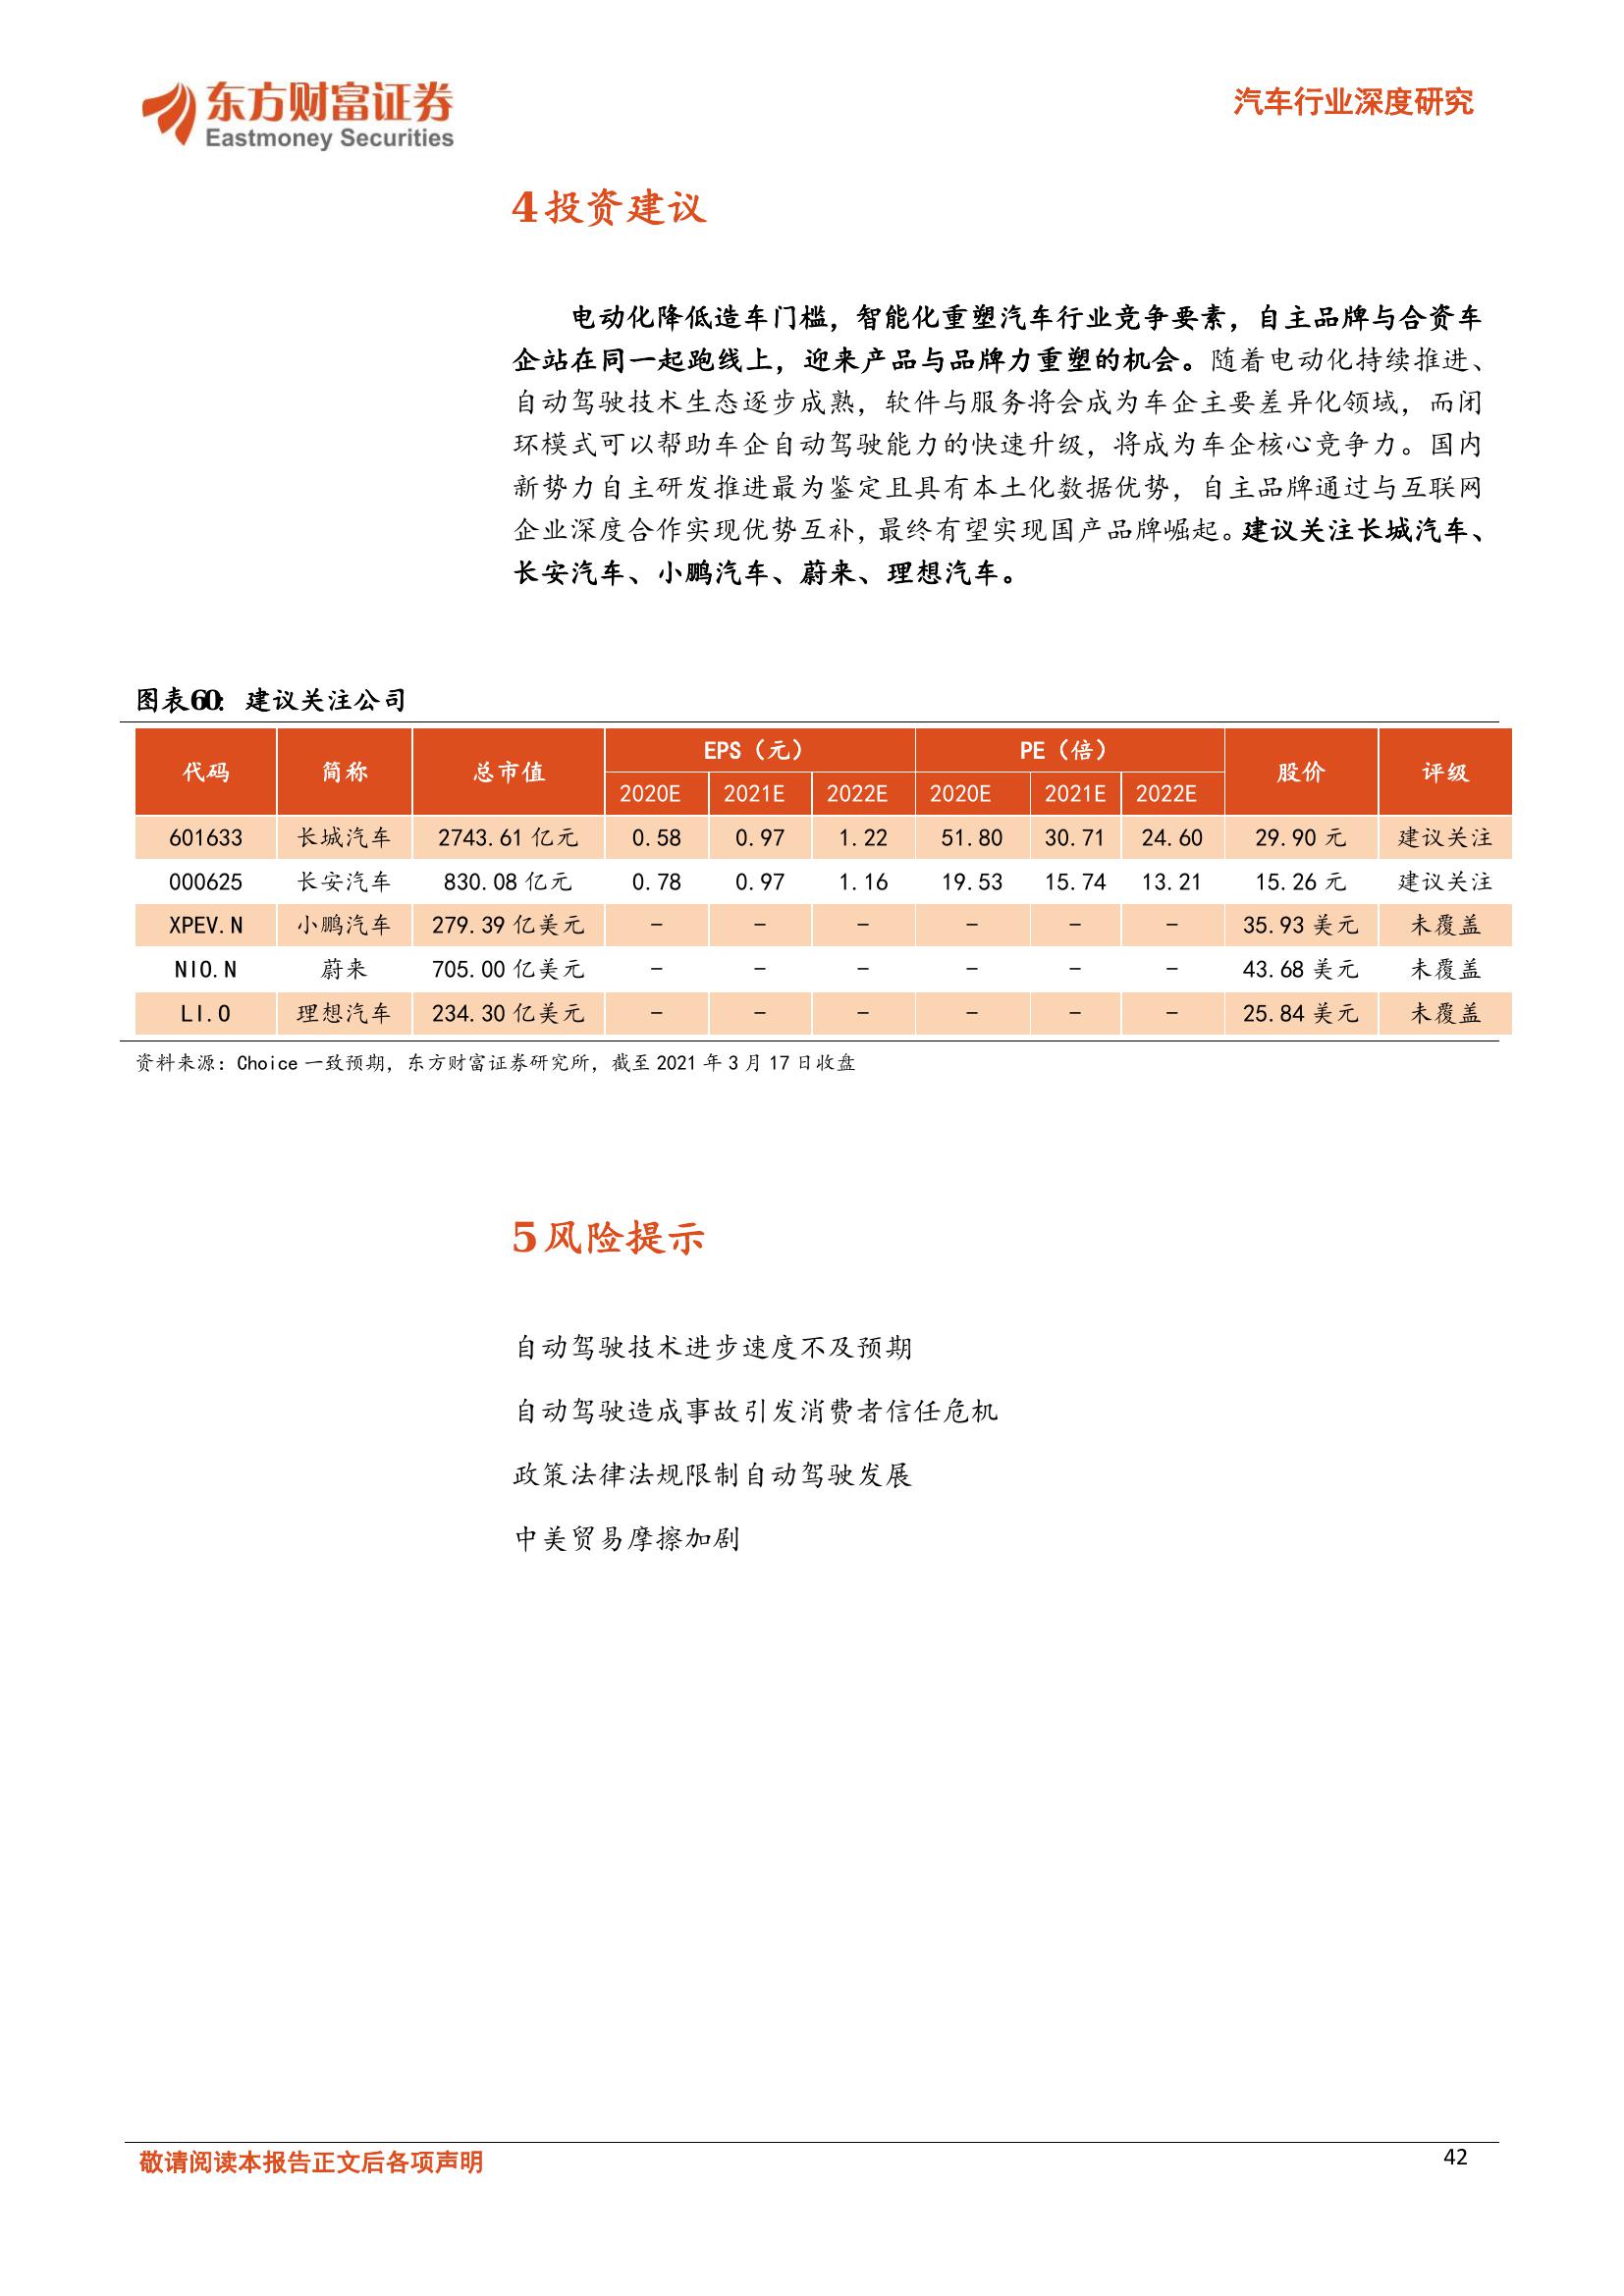 东方财富证券
Eastmoney Securities
汽车行业深度研究
4 投资建议
电动化降低造车门槛，智能化重塑汽车行业竞争要素，自主品牌与合资车
企站在同一起跑线上，迎来产品与品牌力重塑的机会。随着电动化持续推进、
自动驾驶技术生态逐步成熟，软件与服务将会成为车企主要差异化领域，而闭
环模式可以帮助车企自动驾驶能力的快速升级，将成为车企核心竞争力。国内
新势力自主研发推进最为鉴定且具有本土化数据优势，自主品牌通过与互联网
企业深度合作实现优势互补，最终有望实现国产品牌崛起。建议关注长城汽车、
长安汽车、小鹏汽车、蔚来、理想汽车。
图表60：建议关注公司
代码 简称 总市值 EPS（元） PE（倍） 股价 评级
2020E 2021E 2022E 2020E 2021E 2022E
601633 长城汽车 2743.61 亿元 0.58 0.97 1.22 51.80 30.71 24.60 29.90 元 建议关注
000625 长安汽车 830.08 亿元 0.78 0.97 1.16 19.53 15.74 13.21 15.26 元 建议关注
XPEV.N 小鹏汽车 279.39 亿美元 - - - - - - 35.93 美元 未覆盖
NIO.N 蔚来 705.00 亿美元 - - - - - - 43.68 美元 未覆盖
LI.O 理想汽车 234.30 亿美元 - - - - - - 25.84 美元 未覆盖
资料来源：Choice 一致预期，东方财富证券研究所，截至 2021 年 3 月 17 日收盘
5 风险提示
自动驾驶技术进步速度不及预期
自动驾驶造成事故引发消费者信任危机
政策法律法规限制自动驾驶发展
中美贸易摩擦加剧
敬请阅读本报告正文后各项声明
42